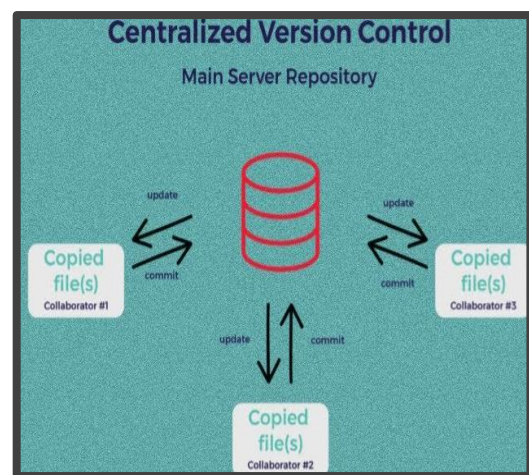 Centralized Version Control
Main Server Repository
update
commit
Copied
file(s)
Collaborator #1
update
commit
Copied
file(s)
Collaborator #3
update
commit
Copied
file(s)
Collaborator #2